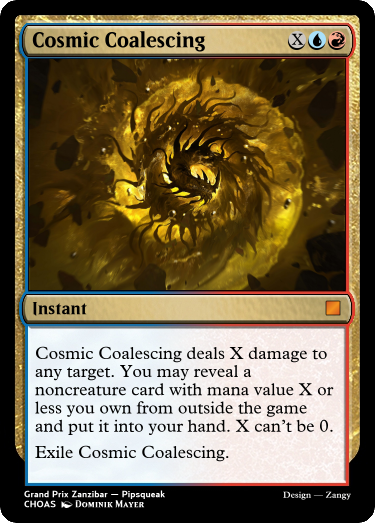 Cosmic Coalescing X
Instant
Cosmic Coalescing deals X damage to
any target. You may reveal a
noncreature card with mana value X or
less you own from outside the game
and put it into your hand. X can't be 0.
Exile Cosmic Coalescing.
Grand Prix Zanzibar — Pipsqueak
CHOAS Dominik Mayer
Design — Zangy